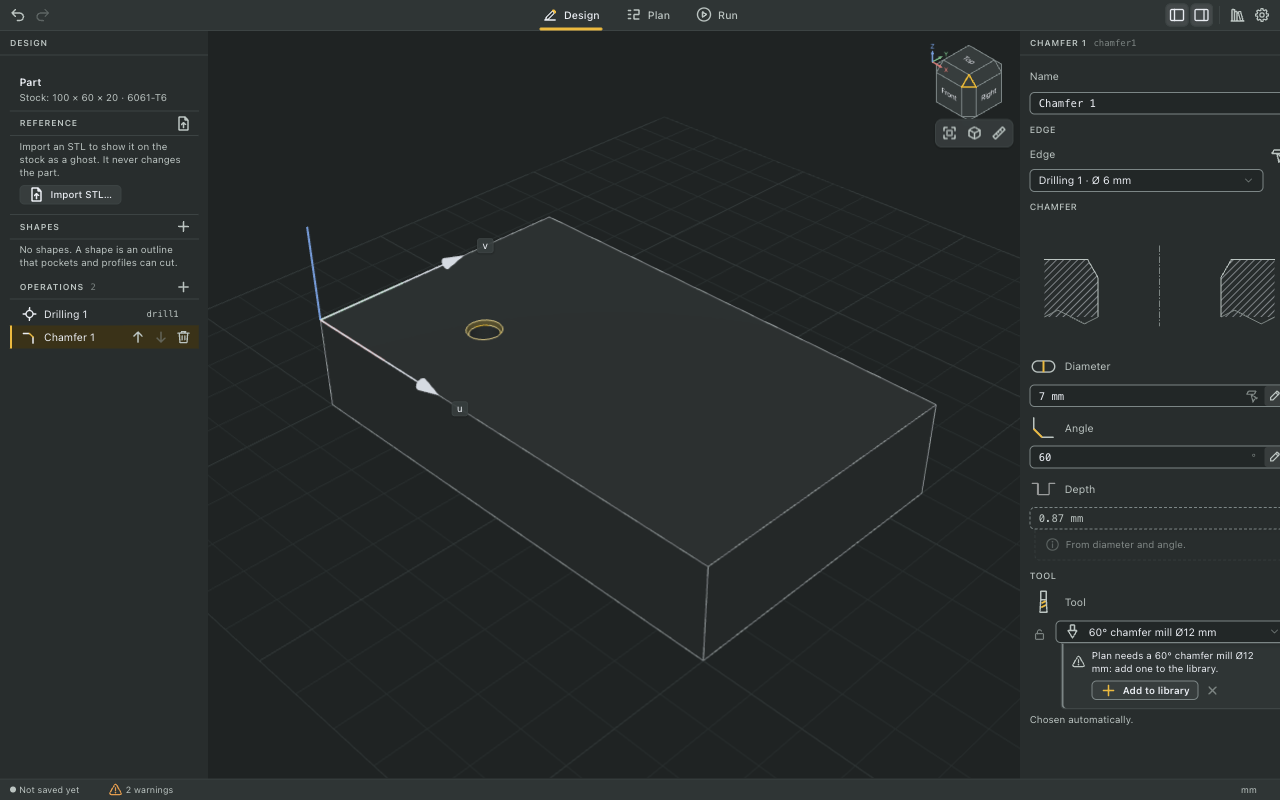 Design
Plan
Run
DESIGN
Part
Stock: 100 × 60 × 20 · 6061-T6
REFERENCE
Import an STL to show it on the
stock as a ghost. It never changes
the part.
Import STL...
SHAPES
No shapes. A shape is an outline
that pockets and profiles can cut.
OPERATIONS 2
Drilling 1 drill1
Chamfer 1
v
u
Z
Y
X
Top
Front
Right
CHAMFER 1 chamfer1
Name
Chamfer 1
EDGE
Edge
Drilling 1 · Ø 6 mm
CHAMFER
Diameter
7 mm
Angle
60 °
Depth
0.87 mm
From diameter and angle.
TOOL
Tool
60° chamfer mill Ø12 mm
Plan needs a 60° chamfer mill Ø12
mm: add one to the library.
Add to library
Chosen automatically.
Not saved yet
2 warnings
mm